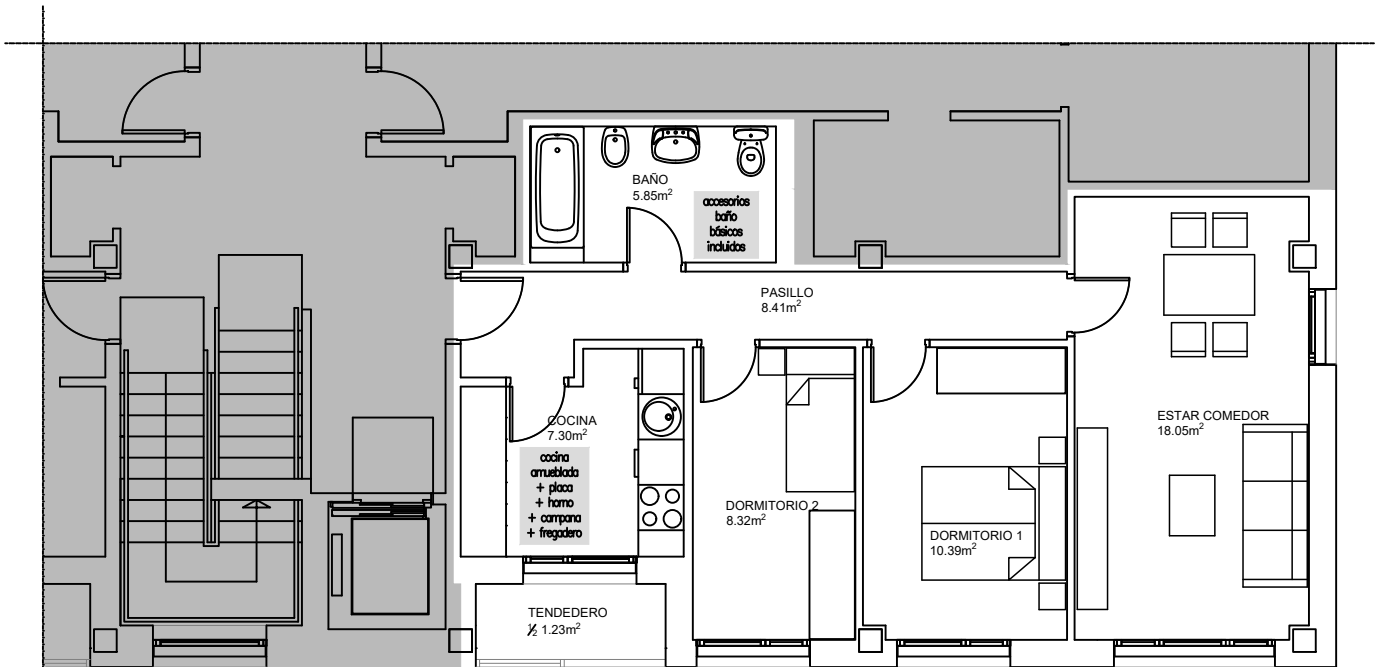 BAÑO
5.85m²
accesorios
baño
básicos
incluidos
PASILLO
8.41m²
COCINA
7.30m²
cocina
amueblada
+ placa
+ horno
+ campana
+ fregadero
DORMITORIO 2
8.32m²
DORMITORIO 1
10.39m²
ESTAR COMEDOR
18.05m²
TENDEDERO
½ 1.23m²